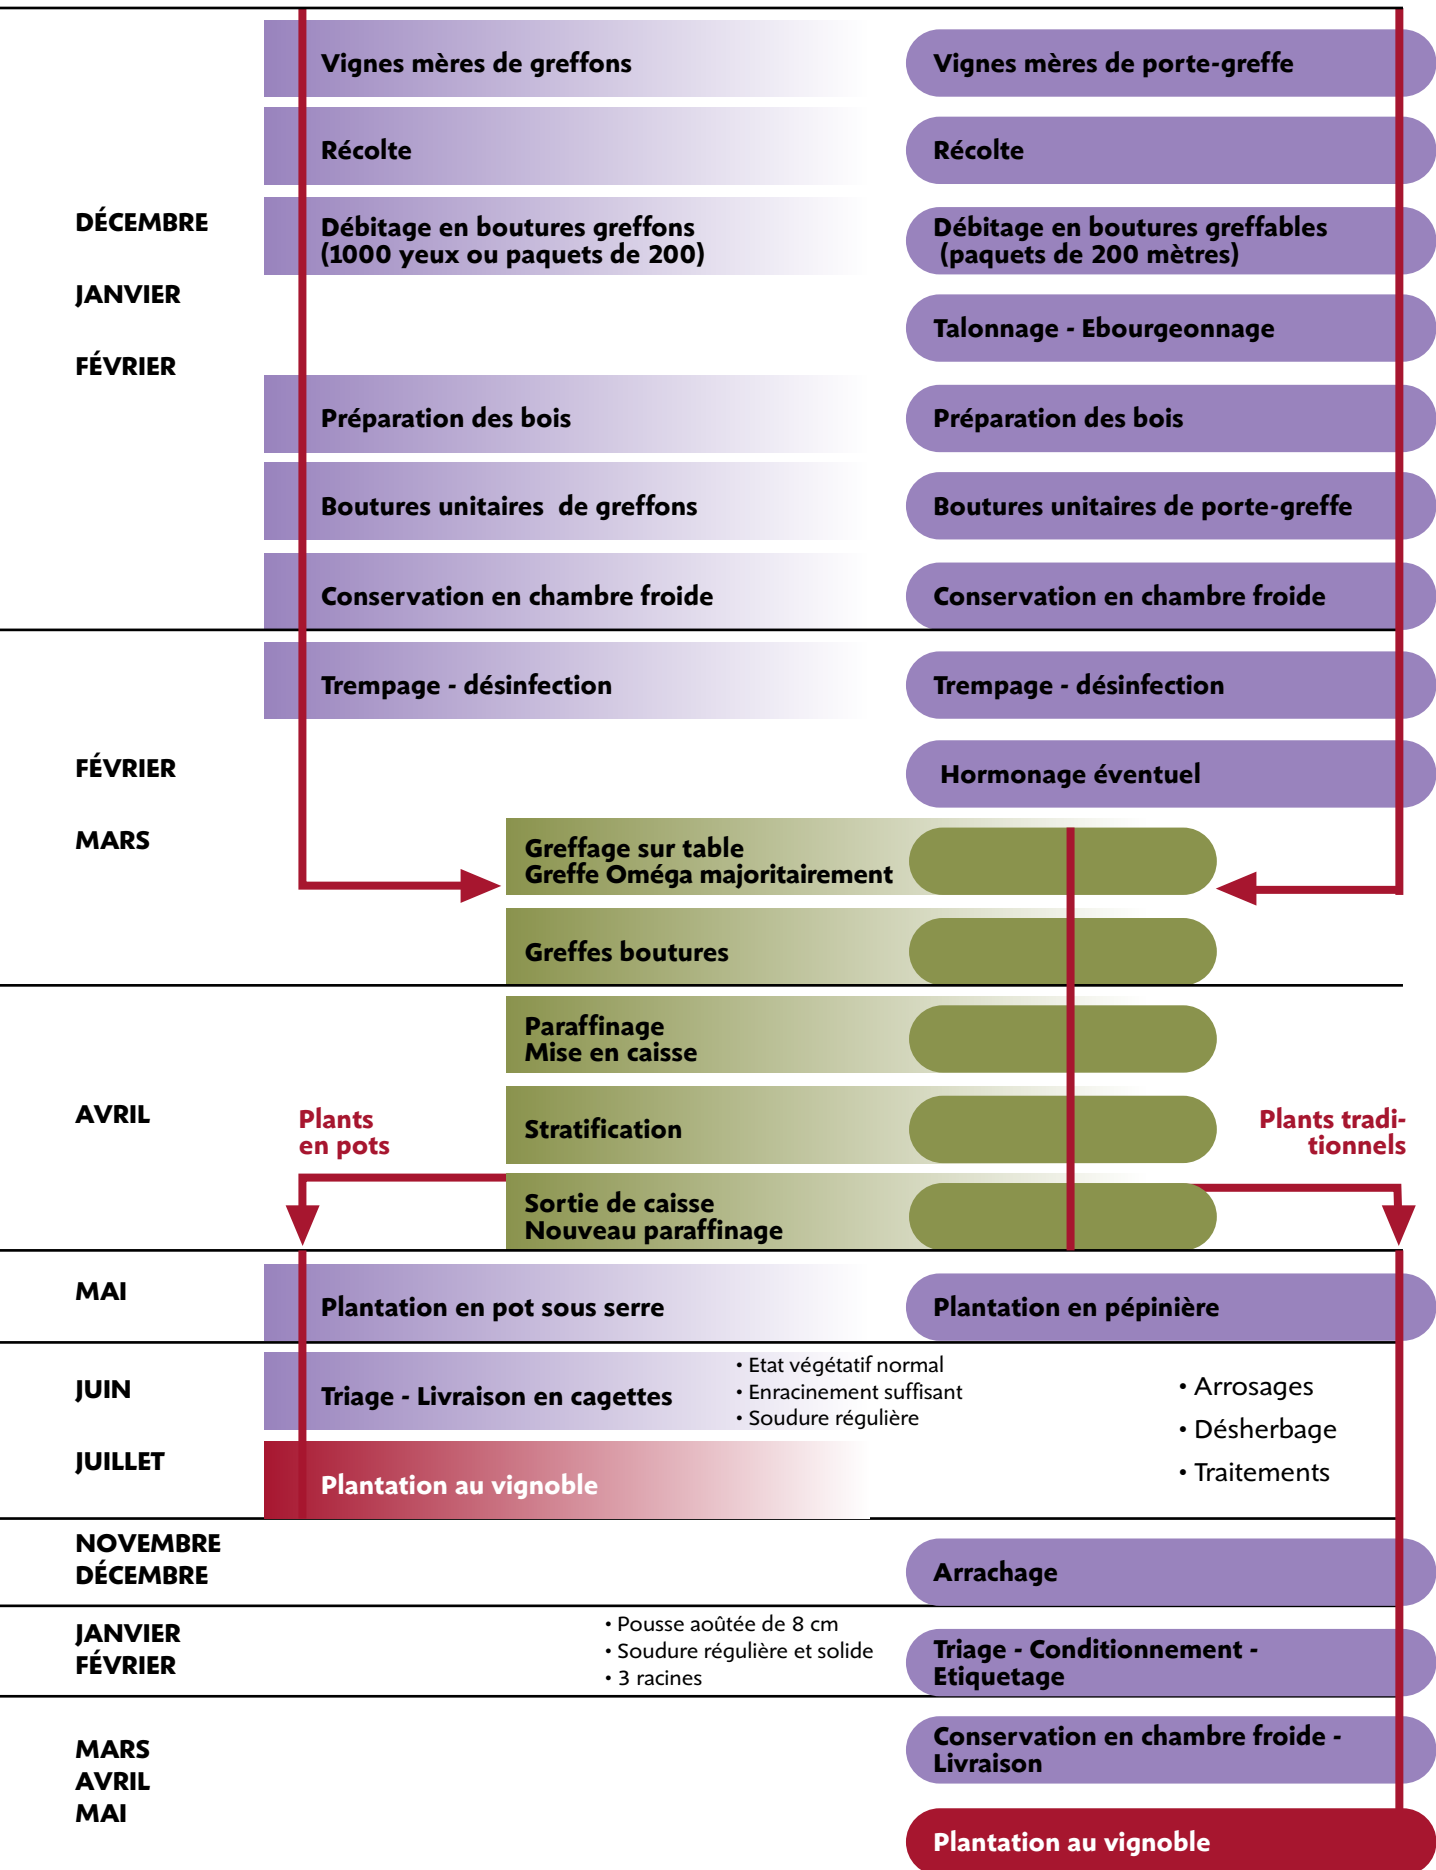 Vignes mères de greffons
Vignes mères de porte-greffe
Récolte
Récolte
DÉCEMBRE
JANVIER
FÉVRIER
Débitage en boutures greffons
(1000 yeux ou paquets de 200)
Débitage en boutures greffables
(paquets de 200 mètres)
Talonnage - Ebourgeonnage
Préparation des bois
Préparation des bois
Boutures unitaires de greffons
Boutures unitaires de porte-greffe
Conservation en chambre froide
Conservation en chambre froide
Trempage - désinfection
Trempage - désinfection
FÉVRIER
MARS
Hormonage éventuel
Greffage sur table
Greffe Oméga majoritairement
Greffes boutures
Paraffinage
Mise en caisse
AVRIL
Plants
en pots
Stratification
Plants tradi-
tionnels
Sortie de caisse
Nouveau paraffinage
MAI
Plantation en pot sous serre
Plantation en pépinière
JUIN
JUILLET
Triage - Livraison en cagettes
• Etat végétatif normal
• Enracinement suffisant
• Soudure régulière
• Arrosages
• Désherbage
• Traitements
Plantation au vignoble
NOVEMBRE
DÉCEMBRE
Arrachage
JANVIER
FÉVRIER
• Pousse aoûtée de 8 cm
• Soudure régulière et solide
• 3 racines
Triage - Conditionnement -
Etiquetage
MARS
AVRIL
MAI
Conservation en chambre froide -
Livraison
Plantation au vignoble